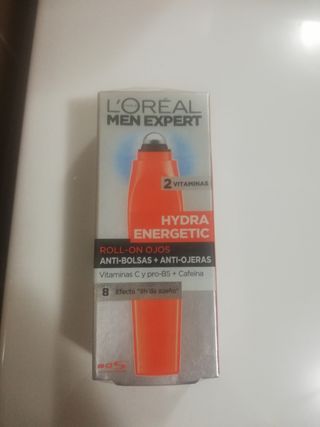 L'ORÉAL
MEN EXPERT
2 VITAMINAS
HYDRA
ENERGETIC
ROLL-ON OJOS
ANTI-BOLSAS + ANTI-OJERAS
Vitaminas C y pro-B5 + Cafeína
8 Efecto "8h de sueño"